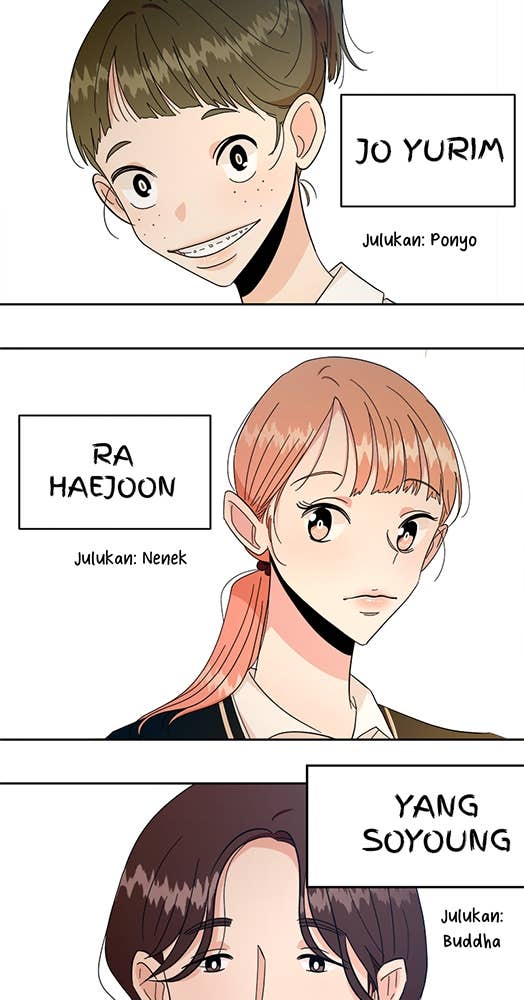 JO YURIM
Julukan: Ponyo
RA
HAEJOON
Julukan: Nenek
YANG
SOYOUNG
Julukan:
Buddha